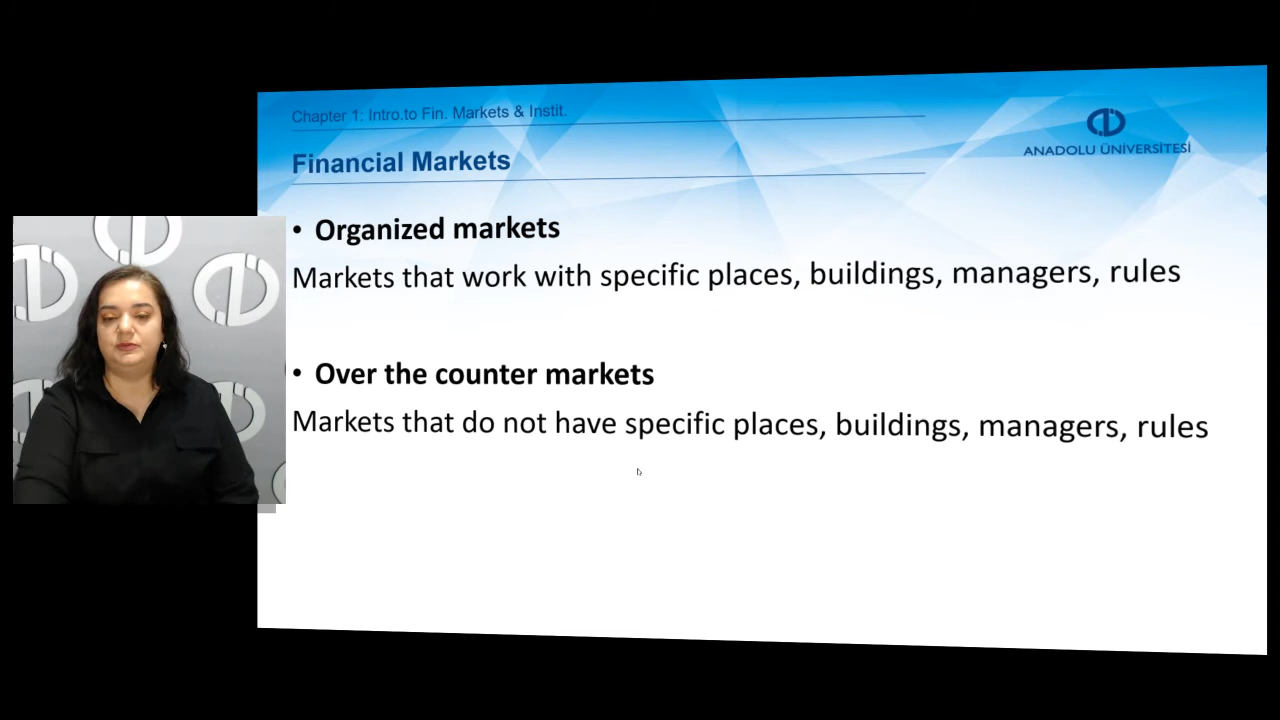 Chapter 1: Intro.to Fin. Markets & Instit.
ANADOLU ÜNİVERSİTESİ
Financial Markets
• Organized markets
Markets that work with specific places, buildings, managers, rules
• Over the counter markets
Markets that do not have specific places, buildings, managers, rules